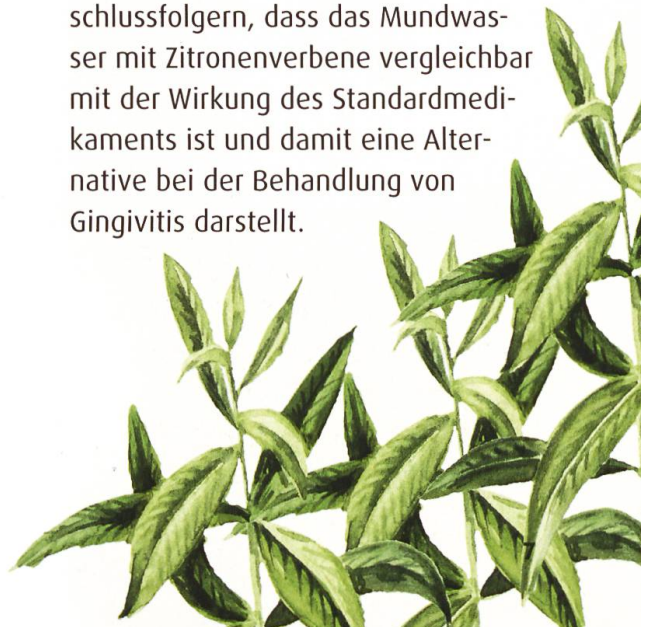 schlussfolgern, dass das Mundwas-
ser mit Zitronenverbene vergleichbar
mit der Wirkung des Standardmedi-
kaments ist und damit eine Alter-
native bei der Behandlung von
Gingivitis darstellt.
7